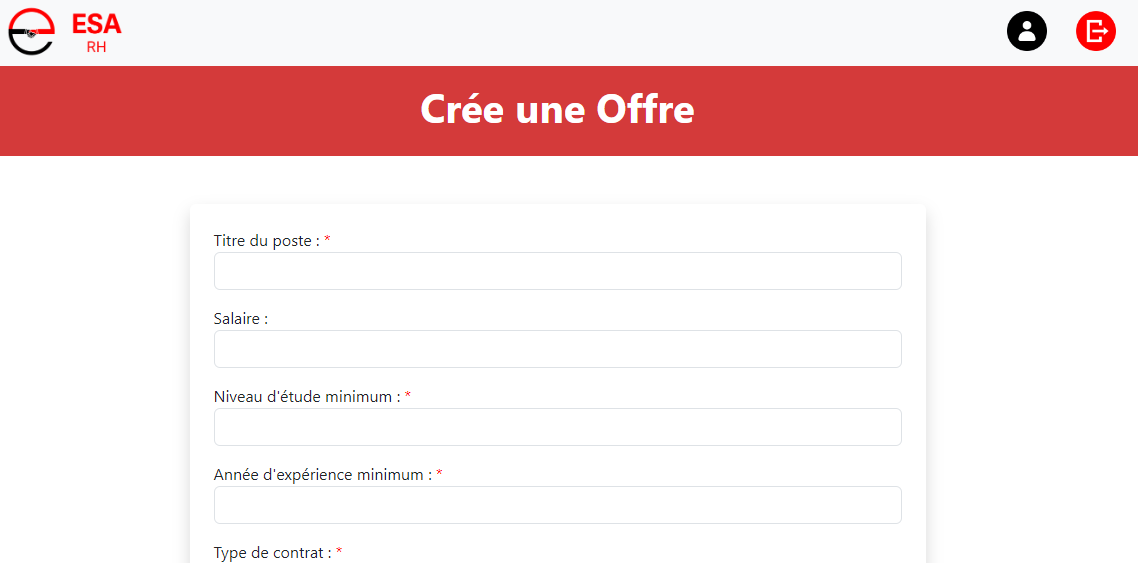 ESA
RH
Crée une Offre
Titre du poste : *
Salaire :
Niveau d'étude minimum : *
Année d'expérience minimum : *
Type de contrat : *